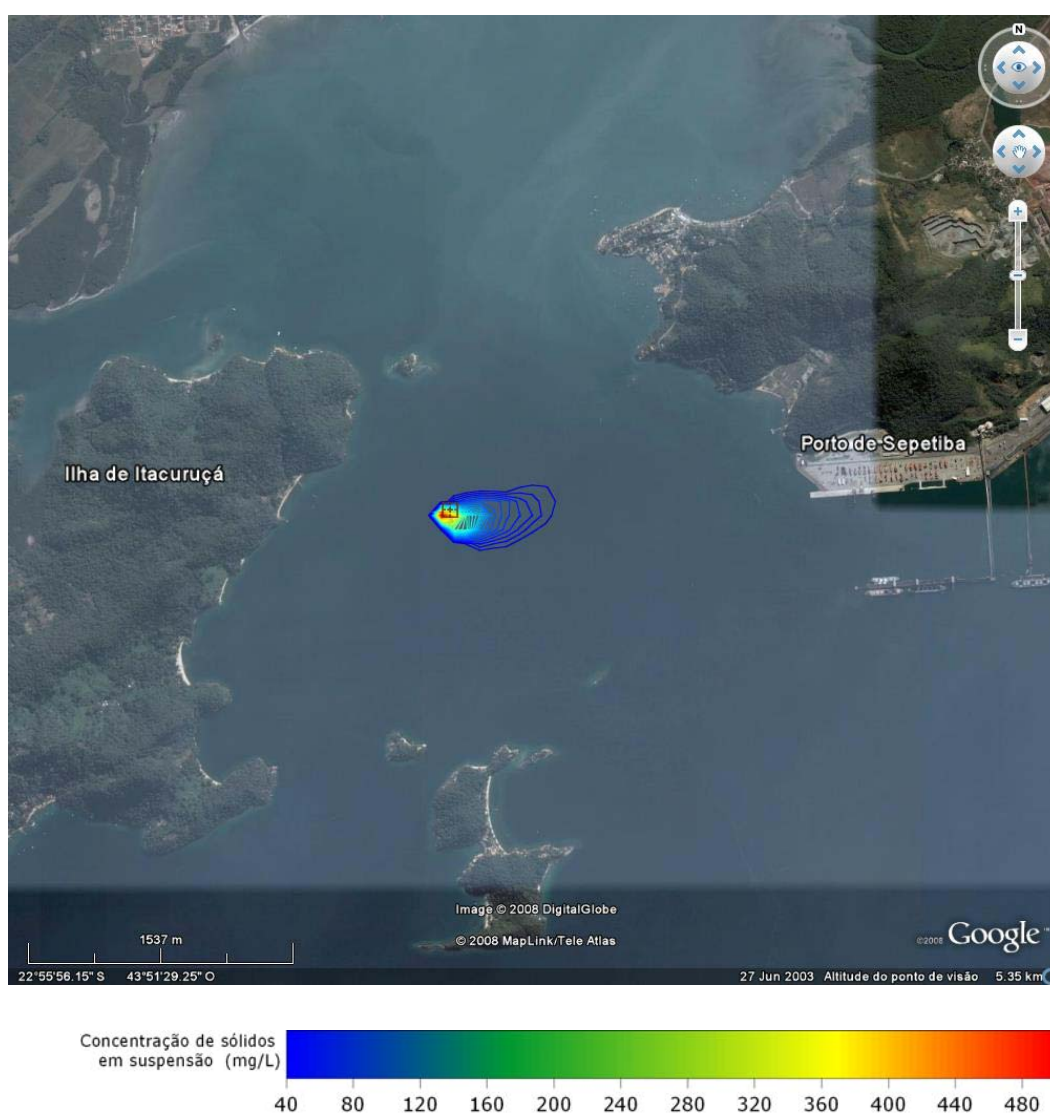 N
Porto de Sepetiba
Ilha de Itacuruçá
Image © 2008 DigitalGlobe
1537 m
© 2008 MapLink/Tele Atlas
©2008 Google
22°55'56.15" S 43°51'29.25" O
27 Jun 2003 Altitude do ponto de visão 5.35 km
Concentração de sólidos
em suspensão (mg/L)
40 80 120 160 200 240 280 320 360 400 440 480